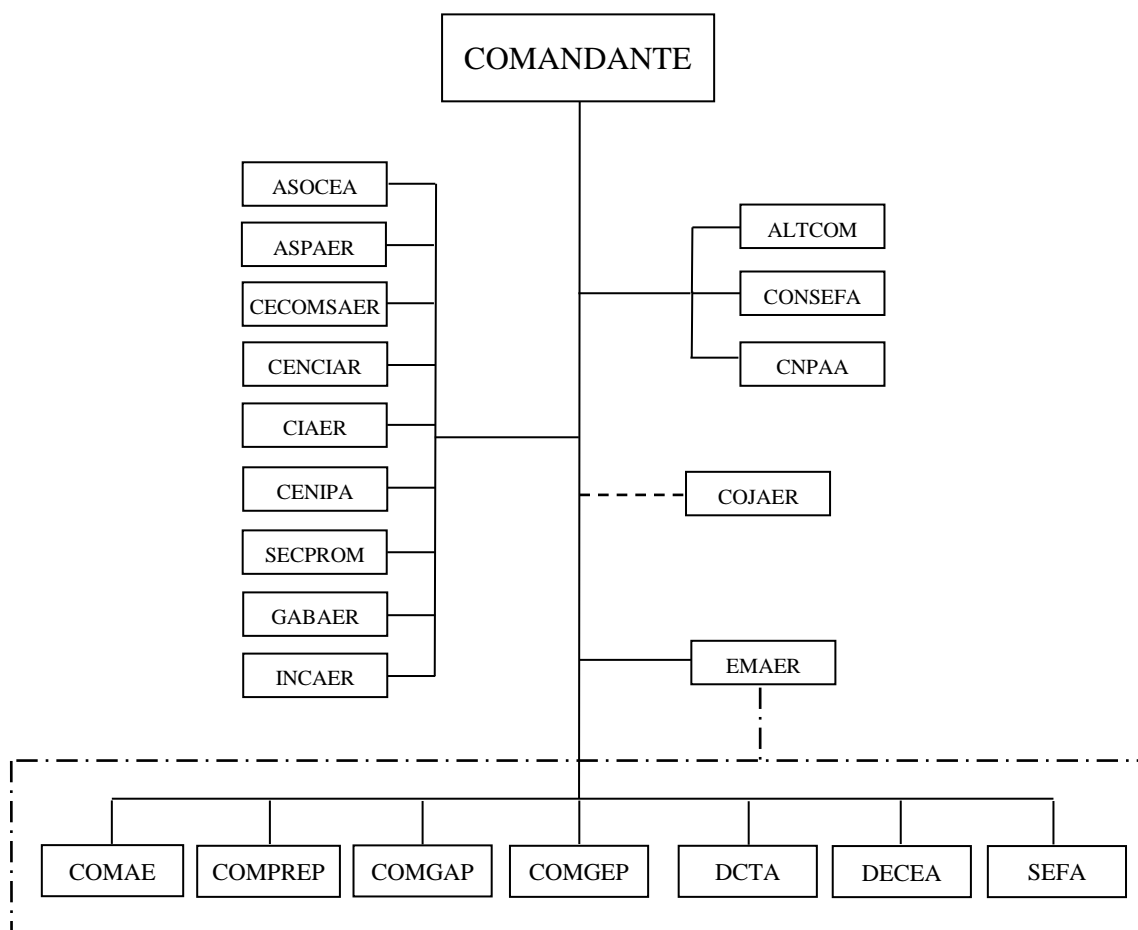 COMANDANTE
ASOCEA
ASPAER
CECOMSAER
CENCIAR
CIAER
CENIPA
SECPROM
GABAER
INCAER
ALTCOM
CONSEFA
CNPAA
COJAER
EMAER
COMAE
COMPREP
COMGAP
COMGEP
DCTA
DECEA
SEFA